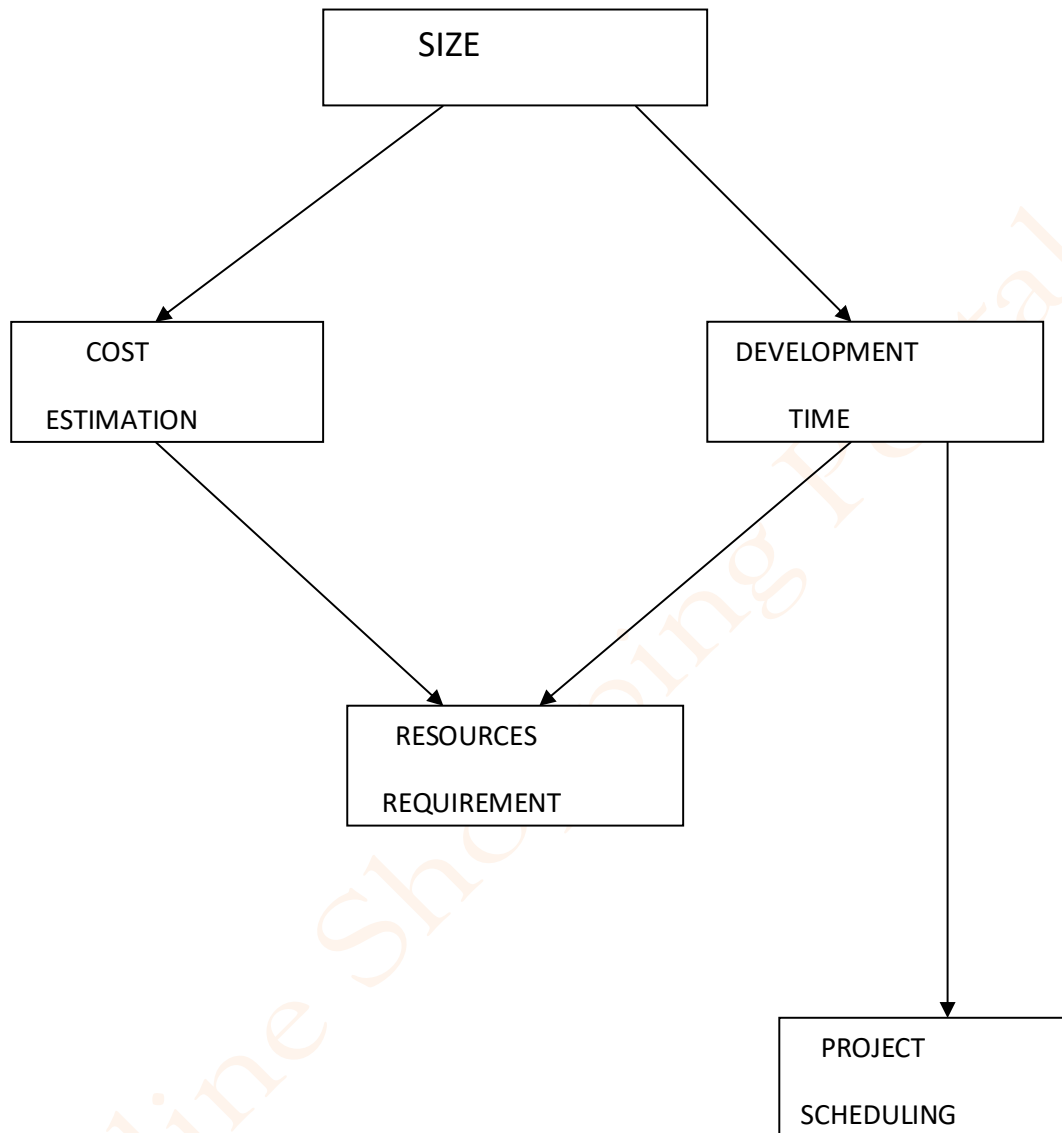 SIZE
COST
ESTIMATION
DEVELOPMENT
TIME
RESOURCES
REQUIREMENT
PROJECT
SCHEDULING